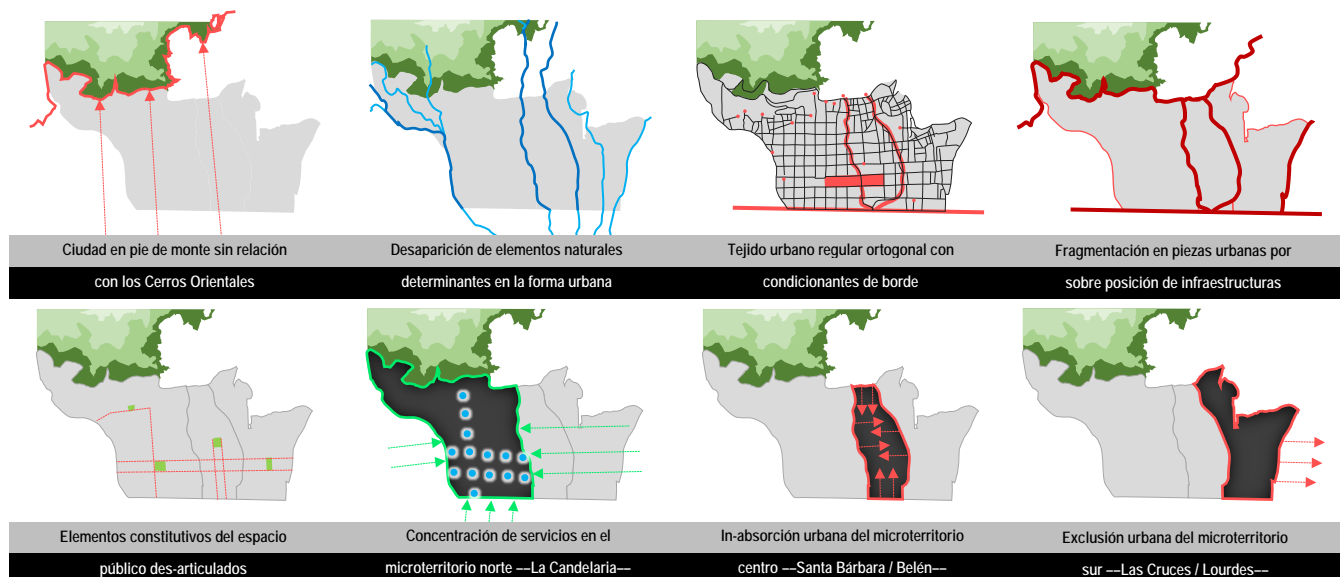 Ciudad en pie de monte sin relación
con los Cerros Orientales
Desaparición de elementos naturales
determinantes en la forma urbana
Tejido urbano regular ortogonal con
condicionantes de borde
Fragmentación en piezas urbanas por
sobre posición de infraestructuras
Elementos constitutivos del espacio
público des-articulados
Concentración de servicios en el
microterritorio norte --La Candelaria--
In-absorción urbana del microterritorio
centro --Santa Bárbara / Belén--
Exclusión urbana del microterritorio
sur --Las Cruces / Lourdes--